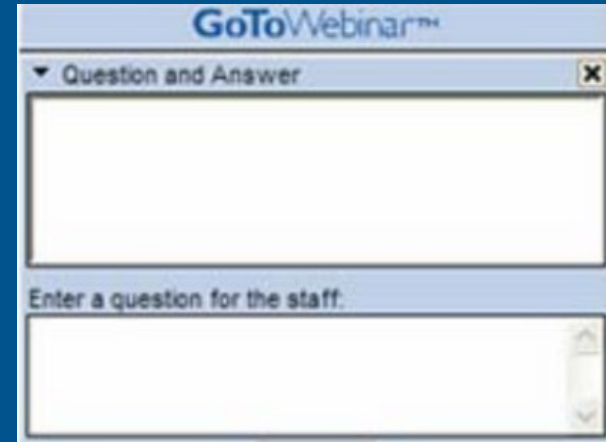 GoToWebinar™
Question and Answer
Enter a question for the staff: